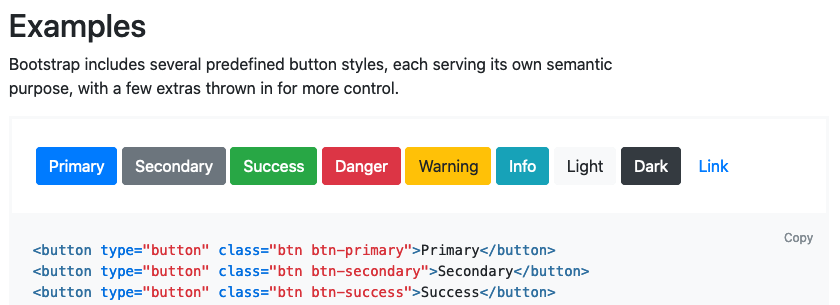 Examples
Bootstrap includes several predefined button styles, each serving its own semantic
purpose, with a few extras thrown in for more control.
Primary Secondary Success Danger Warning Info Light Dark Link
Copy
<button type="button" class="btn btn-primary">Primary</button>
<button type="button" class="btn btn-secondary">Secondary</button>
<button type="button" class="btn btn-success">Success</button>